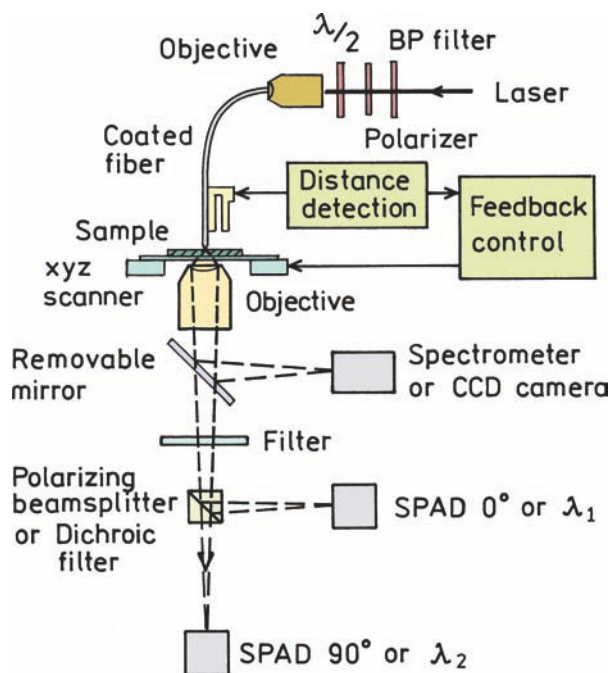 λ/2
Objective
BP filter
Laser
Coated
fiber
Polarizer
Distance
detection
Feedback
control
Sample
xyz
scanner
Objective
Removable
mirror
Spectrometer
or CCD camera
Filter
Polarizing
beamsplitter
or Dichroic
filter
SPAD 0° or λ₁
SPAD 90° or λ₂